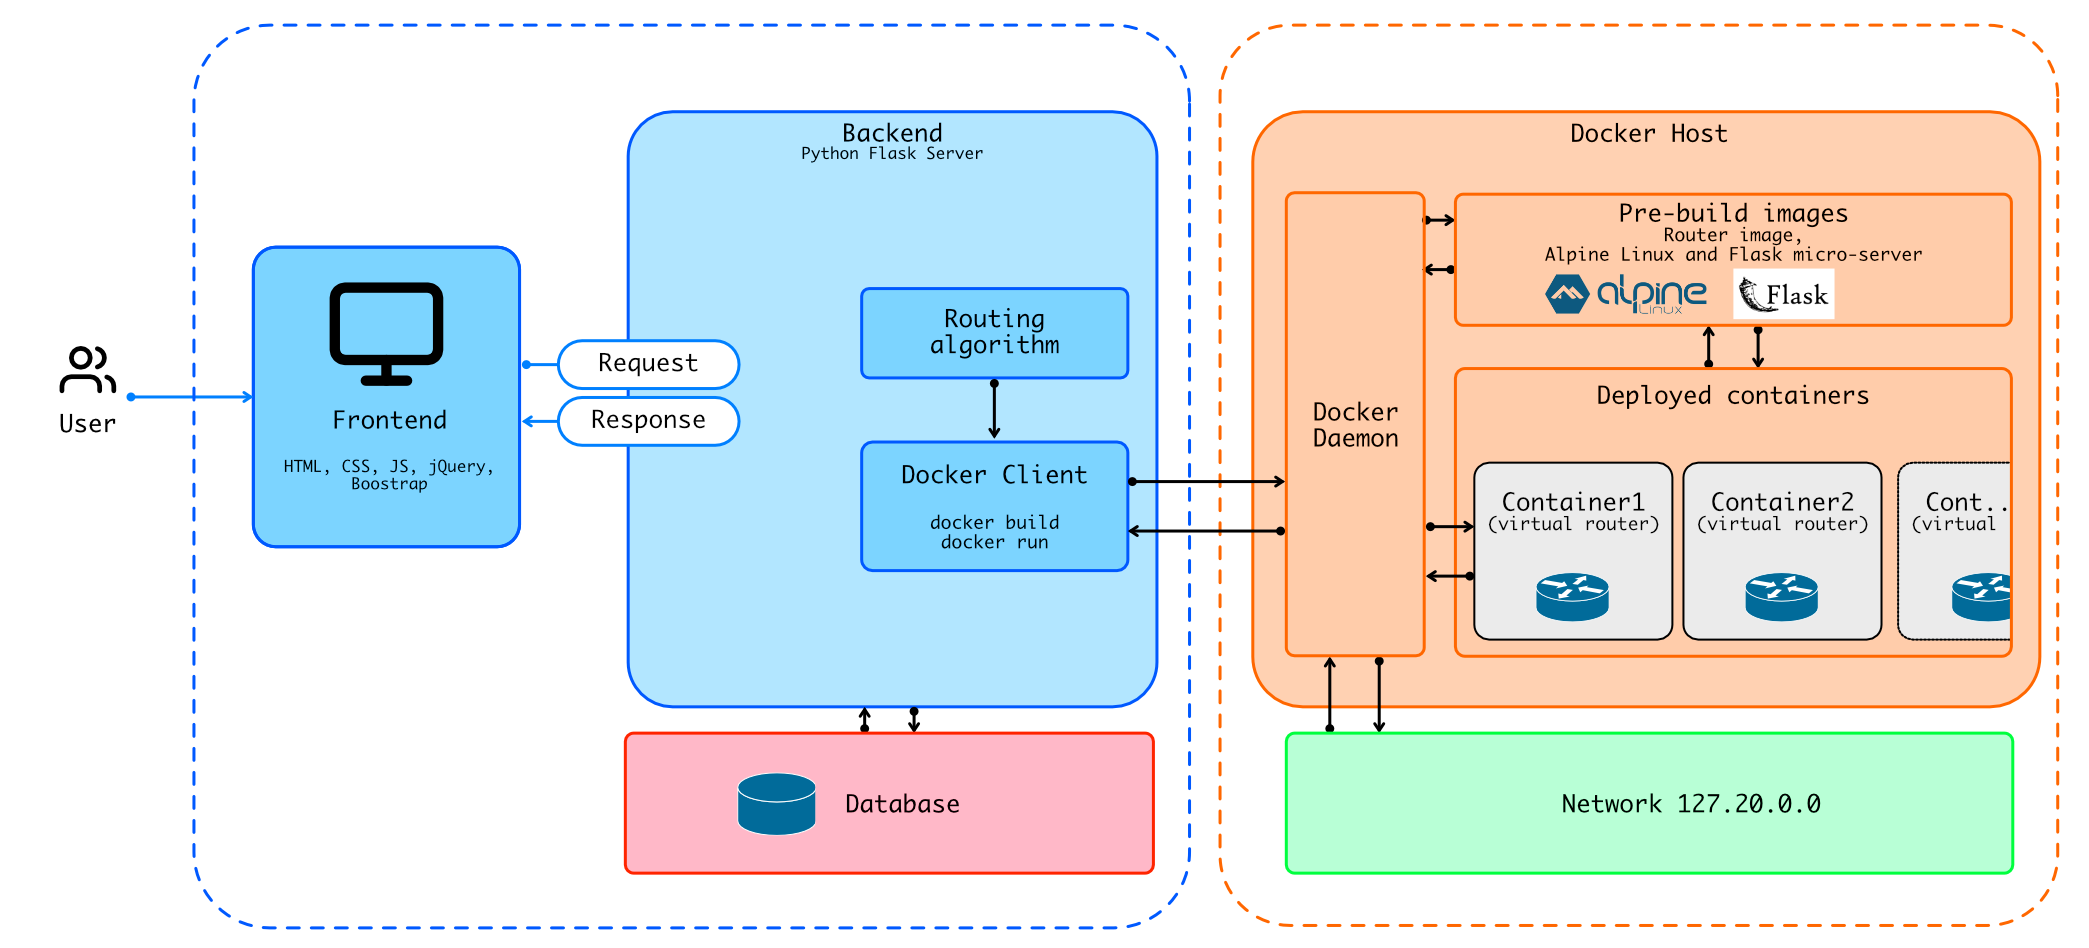 User
Frontend
HTML, CSS, JS, jQuery,
Boostrap
Request
Response
Backend
Python Flask Server
Routing
algorithm
Docker Client
docker build
docker run
Database
Docker Host
Docker
Daemon
Pre-build images
Router image,
Alpine Linux and Flask micro-server
alpine
Linux
Flask
Deployed containers
Container1
(virtual router)
Container2
(virtual router)
Cont..
(virtual
Network 127.20.0.0